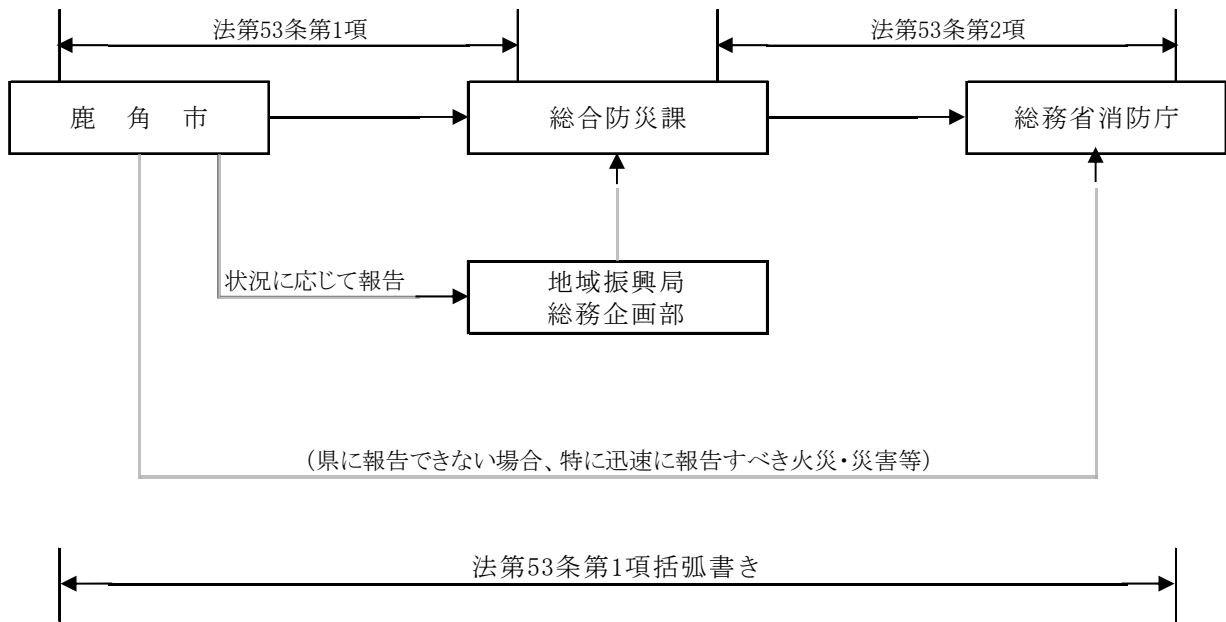 法第53条第1項
法第53条第2項
鹿 角 市
総合防災課
総務省消防庁
状況に応じて報告
地域振興局
総務企画部
（県に報告できない場合、特に迅速に報告すべき火災・災害等）
法第53条第1項括弧書き